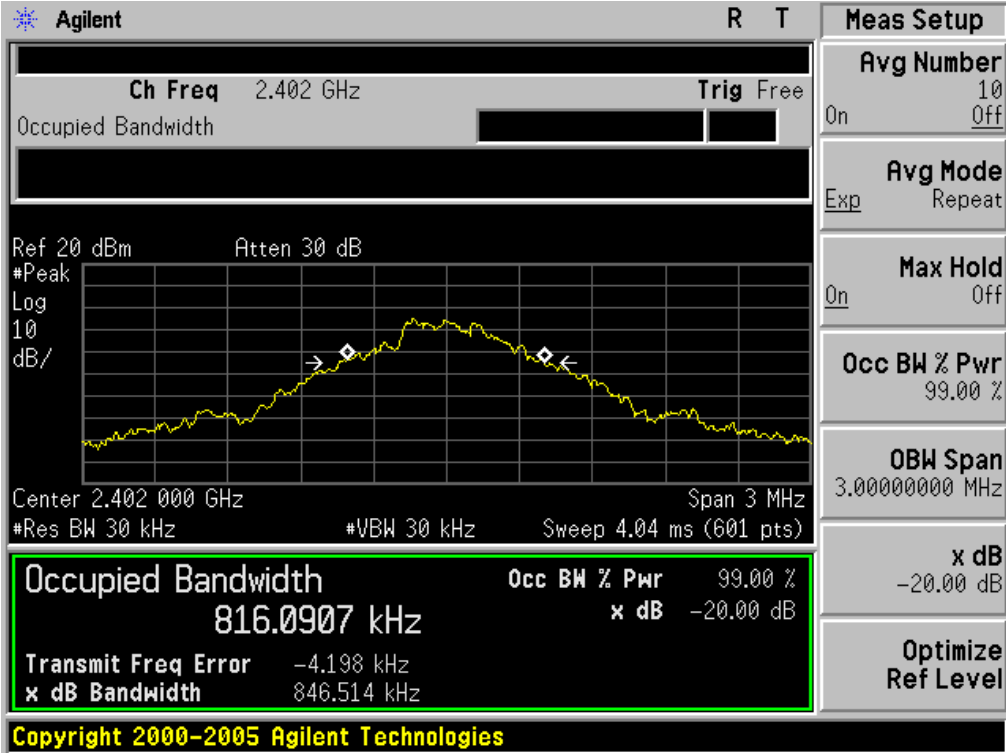 Agilent R T
Ch Freq 2.402 GHz Trig Free
Occupied Bandwidth
Ref 20 dBm Atten 30 dB
#Peak
Log
10
dB/
Center 2.402 000 GHz Span 3 MHz
#Res BW 30 kHz #VBW 30 kHz Sweep 4.04 ms (601 pts)
Occupied Bandwidth Occ BW % Pwr 99.00 %
816.0907 kHz x dB -20.00 dB
Transmit Freq Error -4.198 kHz
x dB Bandwidth 846.514 kHz
Copyright 2000-2005 Agilent Technologies
Meas Setup
Avg Number
10
On Off
Avg Mode
Exp Repeat
Max Hold
On Off
Occ BW % Pwr
99.00 %
OBW Span
3.00000000 MHz
x dB
-20.00 dB
Optimize
Ref Level